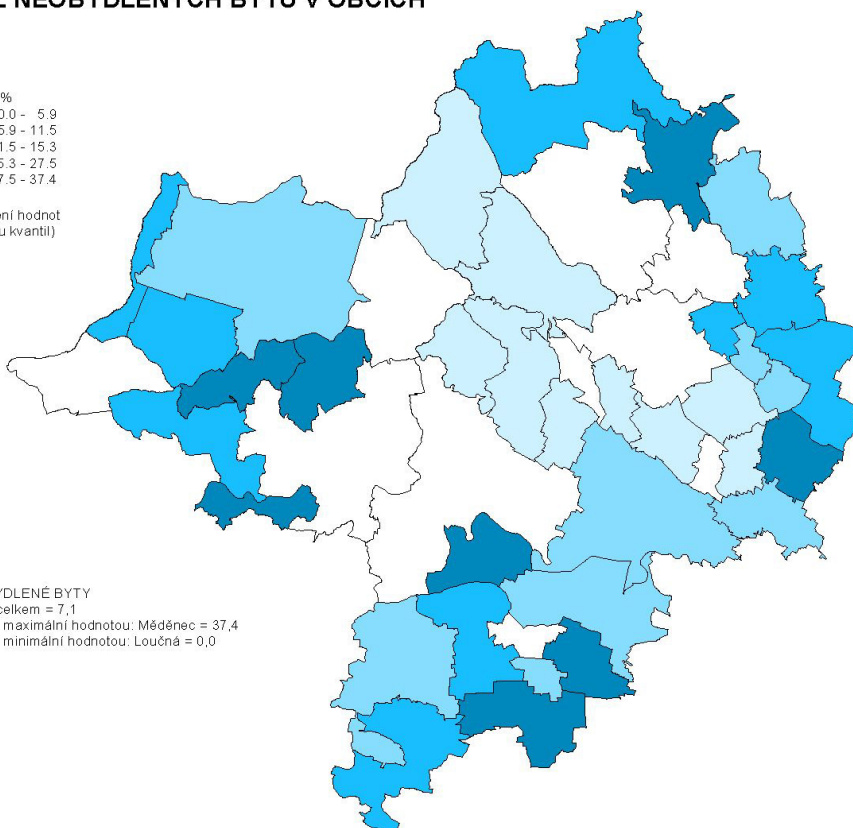 NEOBYDLENÝCH BYTŮ V OBCÍCH
%
0.0 - 5.9
5.9 - 11.5
1.5 - 15.3
5.3 - 27.5
7.5 - 37.4
ení hodnot
u kvantil)
YDLENÉ BYTY
celkem = 7,1
maximální hodnotou: Měděnec = 37,4
minimální hodnotou: Loučná = 0,0